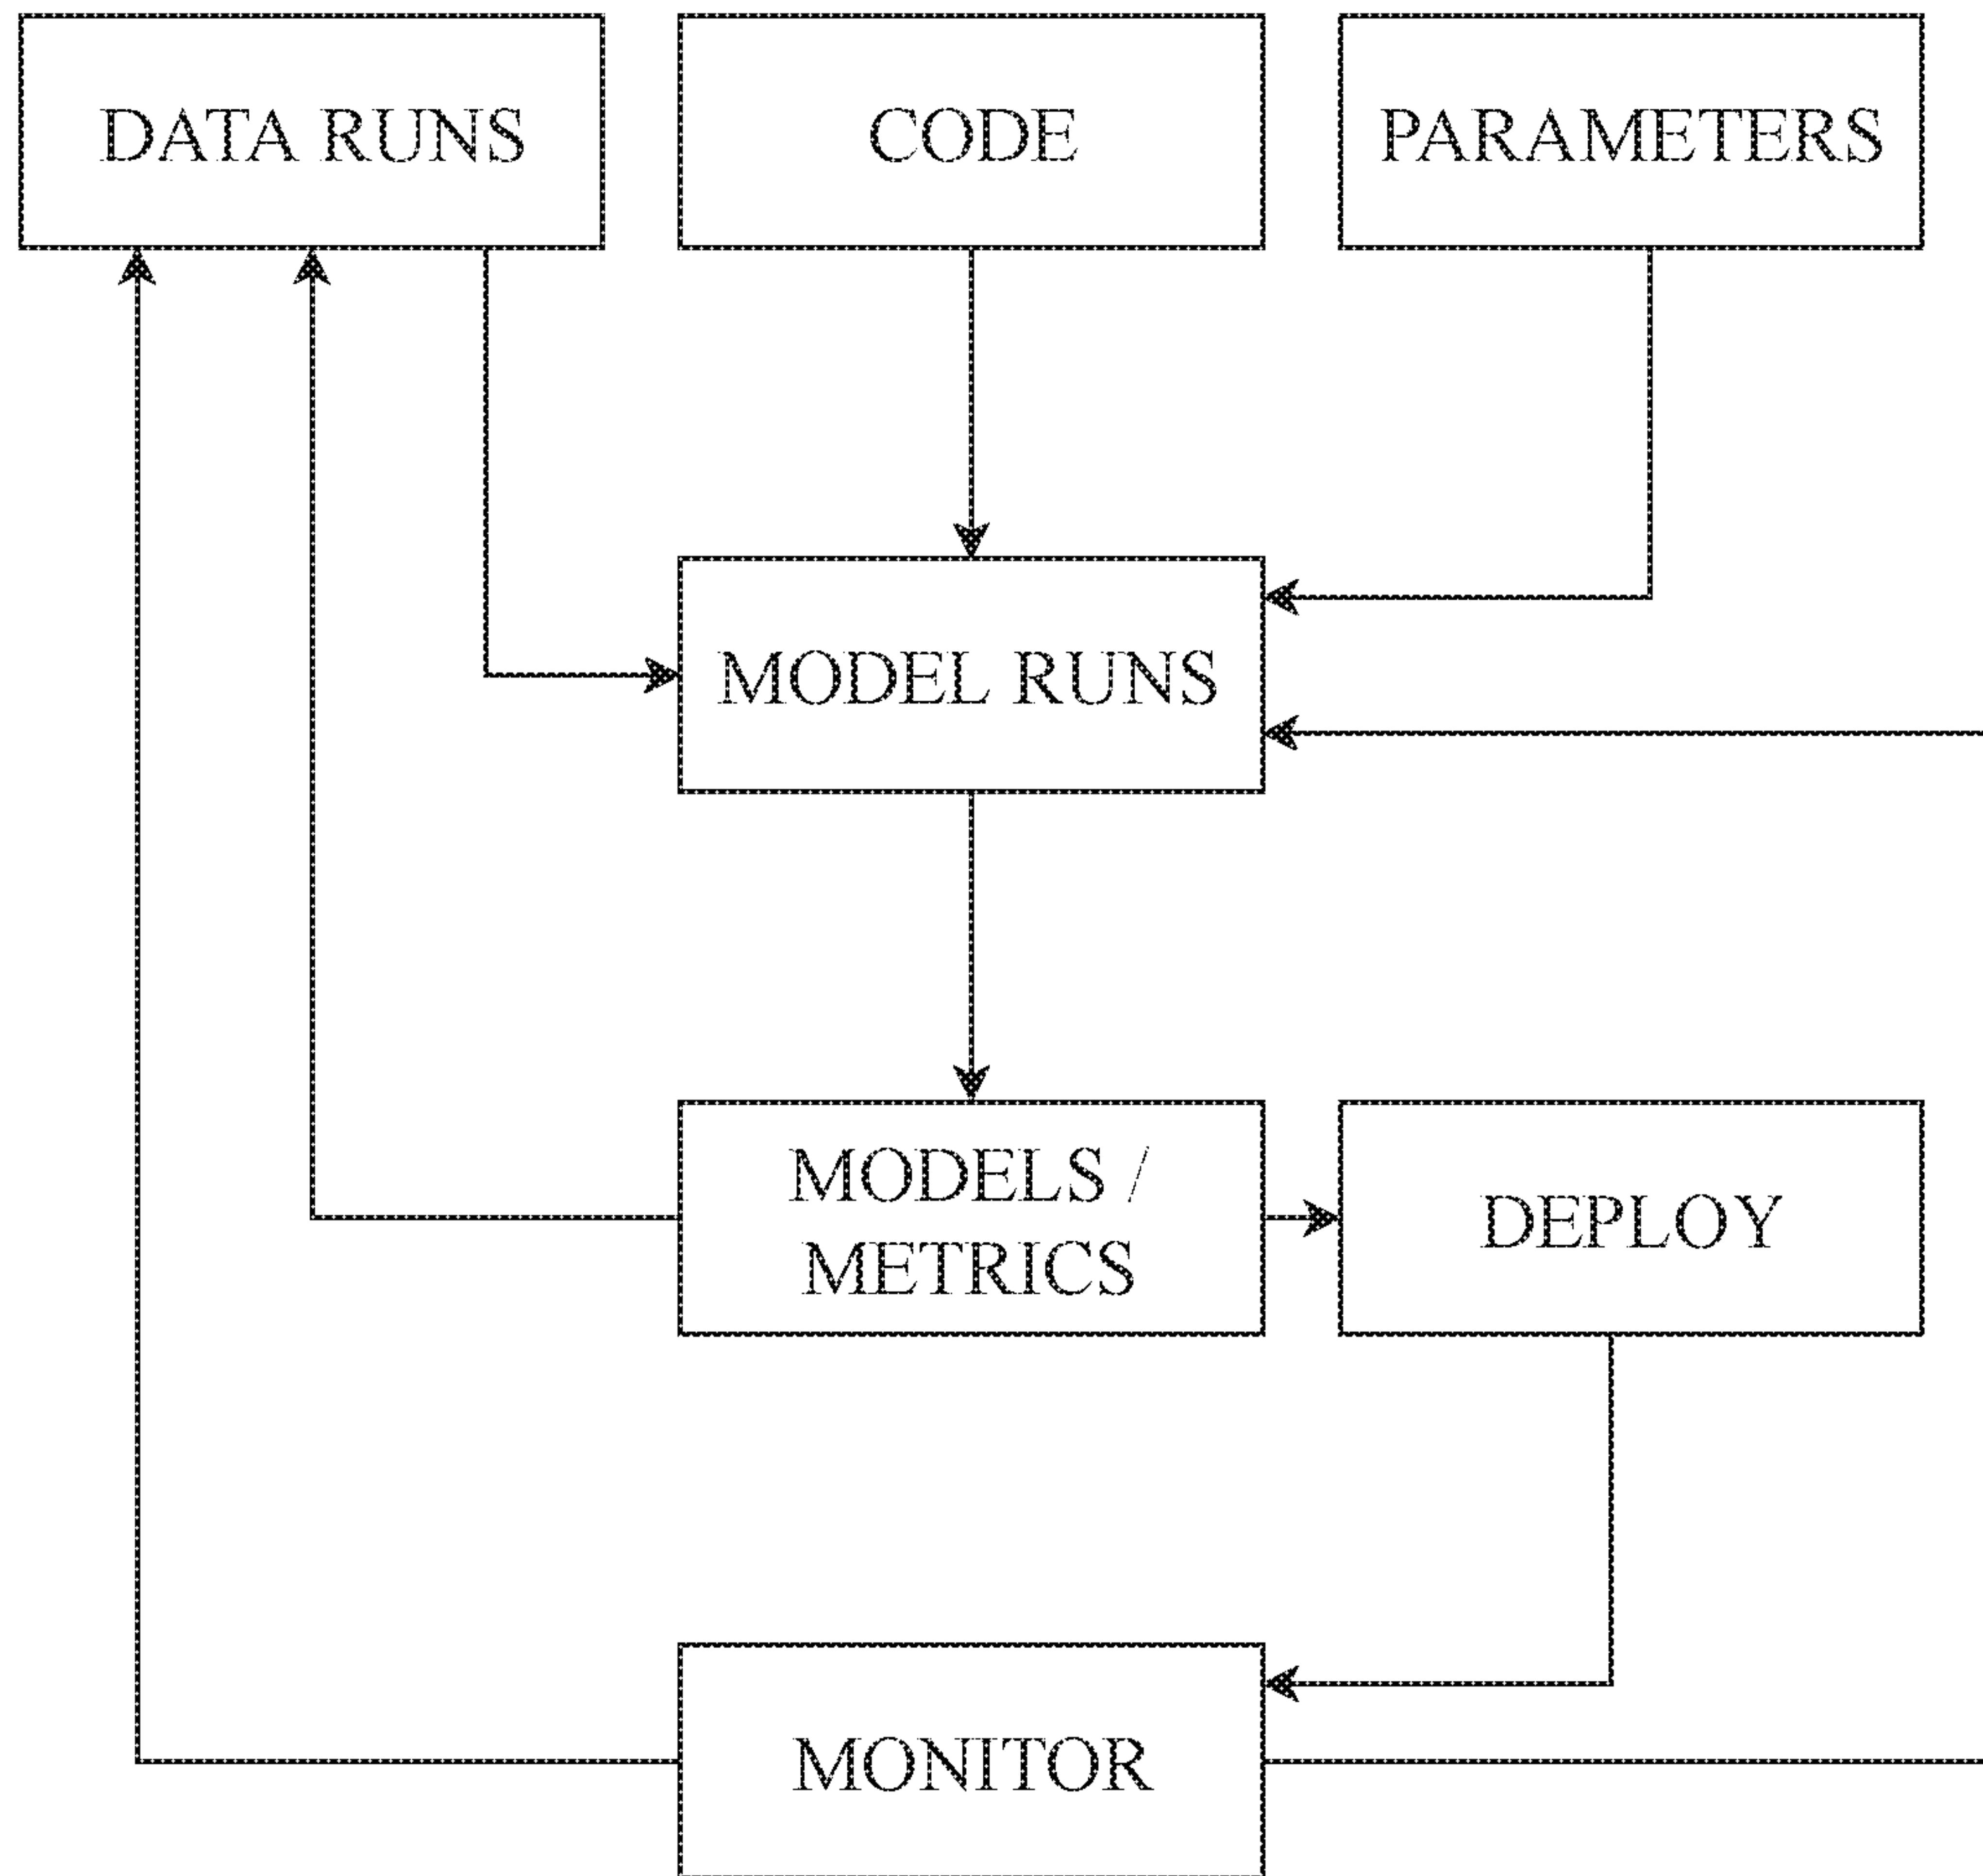 DATA RUNS
CODE
PARAMETERS
MODEL RUNS
MODELS /
METRICS
DEPLOY
MONITOR